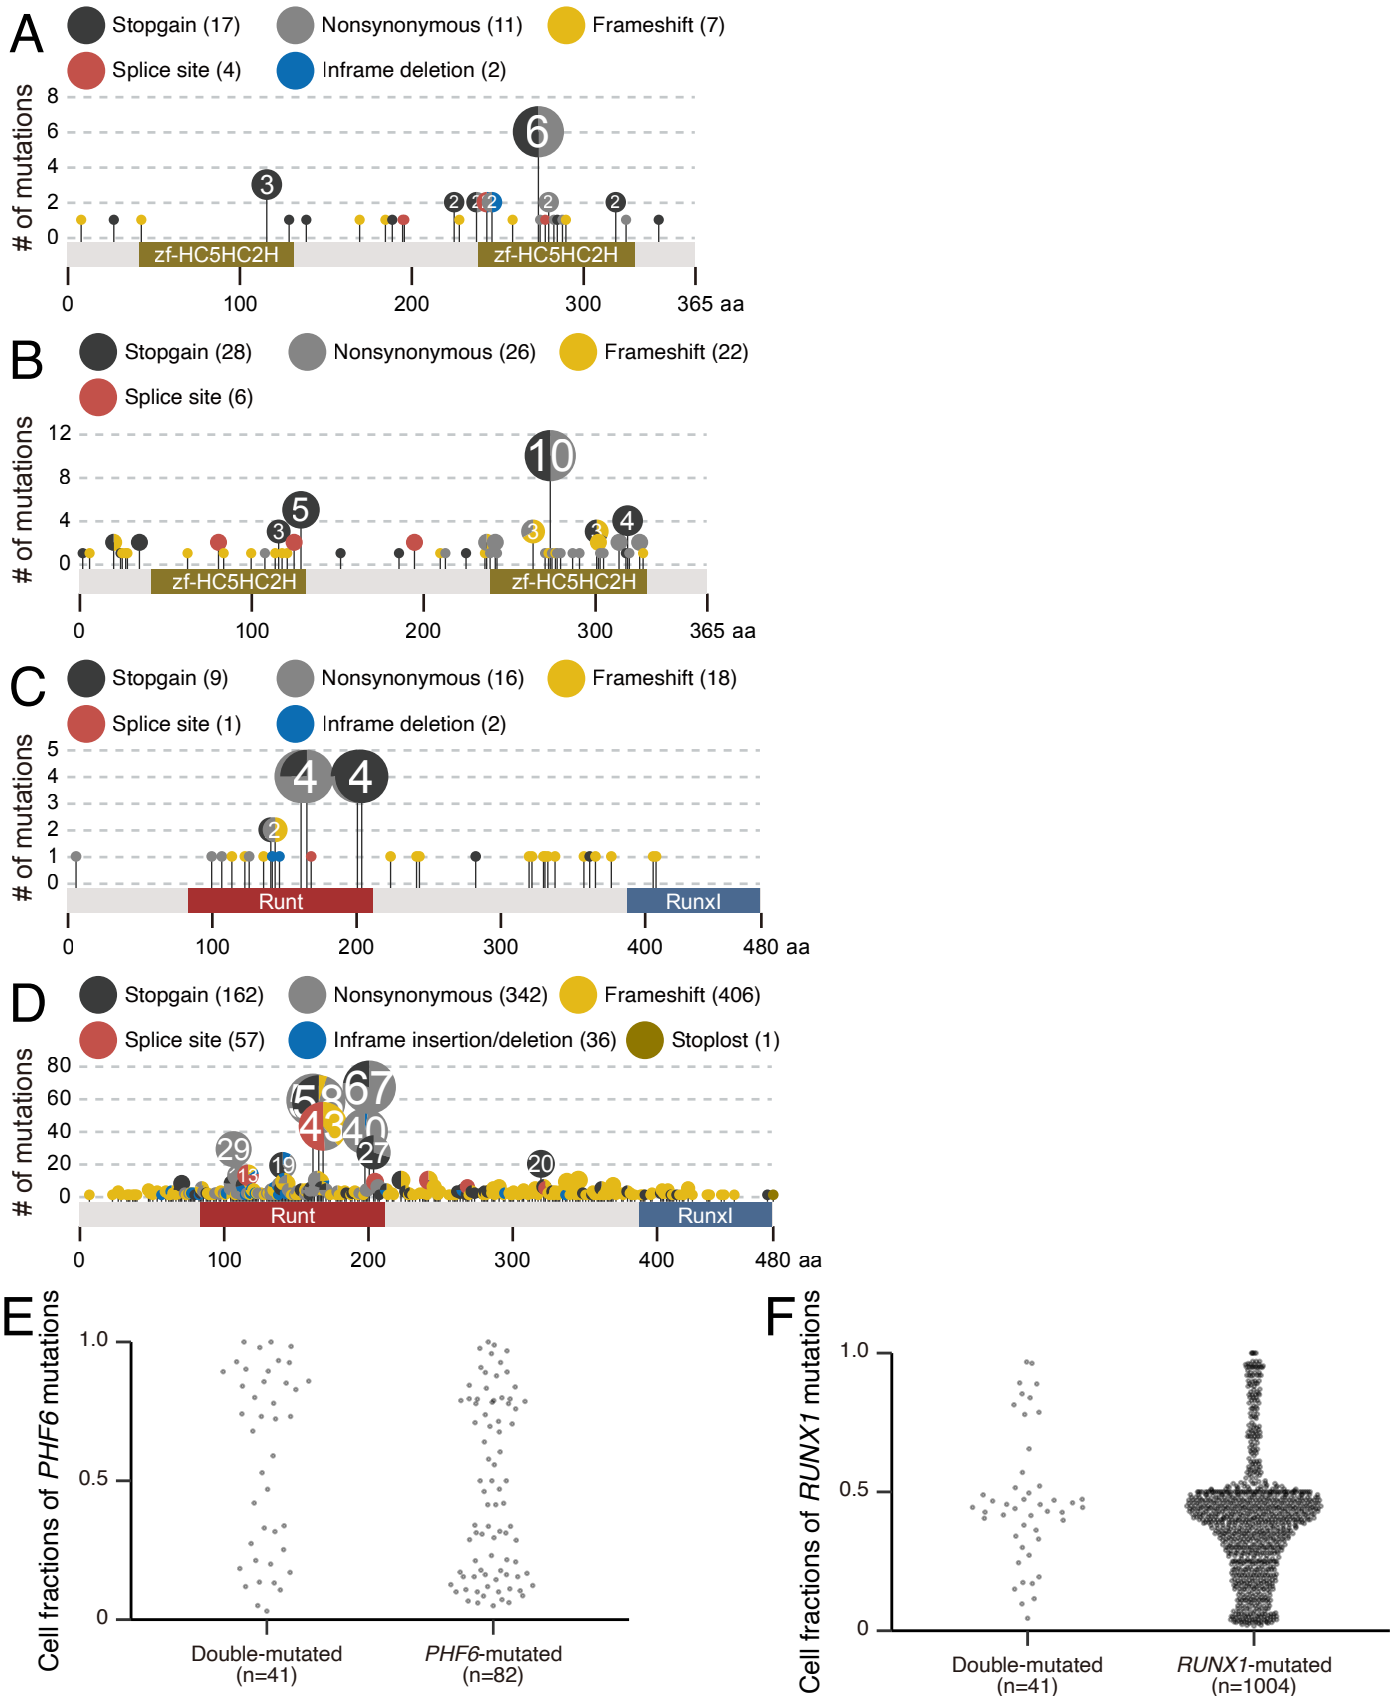 A
Stopgain (17) Nonsynonymous (11) Frameshift (7)
Splice site (4) Inframe deletion (2)
# of mutations
8
6
4
2
0
6
3
2 2 2 2 2
zf-HC5HC2H zf-HC5HC2H
0 100 200 300 365 aa
B
Stopgain (28) Nonsynonymous (26) Frameshift (22)
Splice site (6)
# of mutations
12
8
4
0
10
5
4
3 3 3
zf-HC5HC2H zf-HC5HC2H
0 100 200 300 365 aa
C
Stopgain (9) Nonsynonymous (16) Frameshift (18)
Splice site (1) Inframe deletion (2)
# of mutations
5
4
3
2
1
0
4 4
2
Runt RunxI
0 100 200 300 400 480 aa
D
Stopgain (162) Nonsynonymous (342) Frameshift (406)
Splice site (57) Inframe insertion/deletion (36) Stoplost (1)
# of mutations
80
60
40
20
0
67
58
43
40
29
27
19
13
20
Runt RunxI
0 100 200 300 400 480 aa
E
Cell fractions of PHF6 mutations
1.0
0.5
0
Double-mutated PHF6-mutated
(n=41) (n=82)
F
Cell fractions of RUNX1 mutations
1.0
0.5
0
Double-mutated RUNX1-mutated
(n=41) (n=1004)